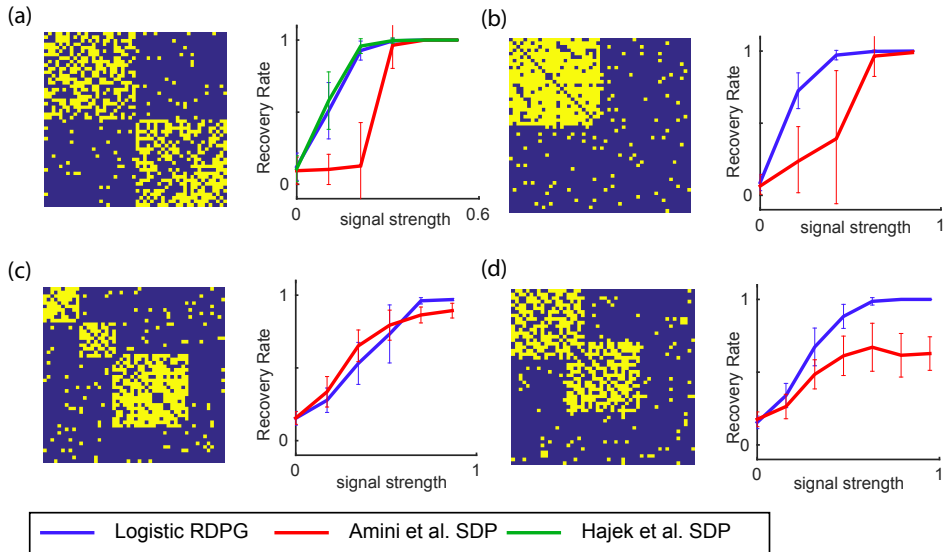 (a)
1
Recovery Rate
0
0
0.6
signal strength
(b)
1
Recovery Rate
0
0
1
signal strength
(c)
1
Recovery Rate
0
0
1
signal strength
(d)
1
Recovery Rate
0
0
1
signal strength
Logistic RDPG
Amini et al. SDP
Hajek et al. SDP